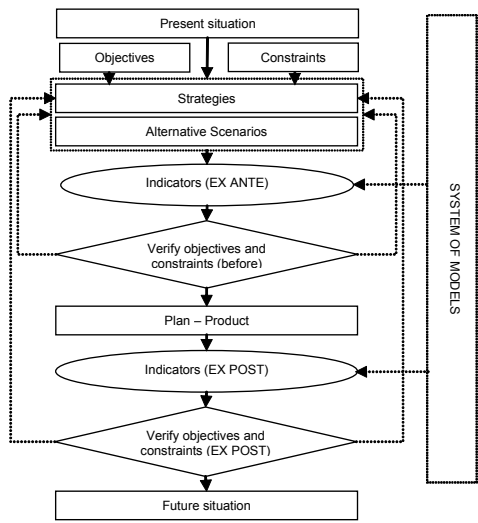 Present situation
Objectives
Constraints
Strategies
Alternative Scenarios
Indicators (EX ANTE)
Verify objectives and
constraints (before)
Plan – Product
Indicators (EX POST)
Verify objectives and
constraints (EX POST)
Future situation
SYSTEM OF MODELS